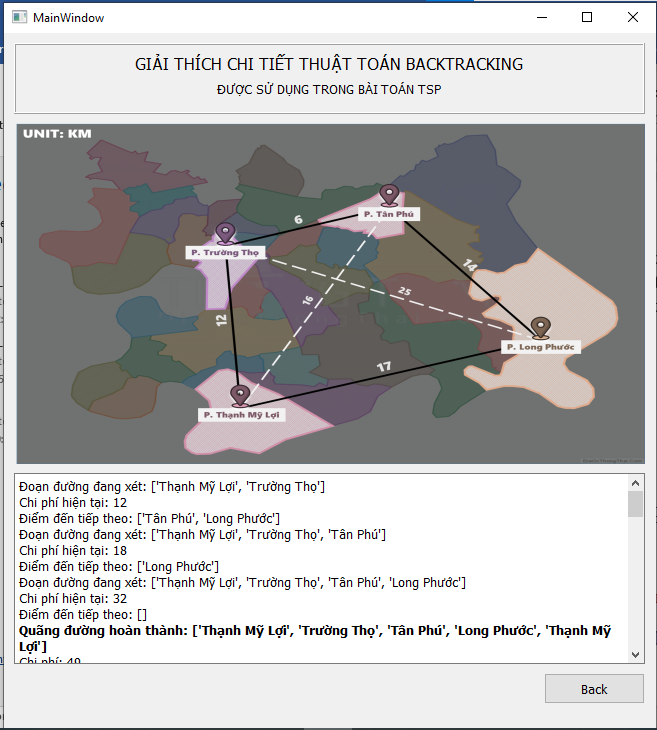 MainWindow
GIẢI THÍCH CHI TIẾT THUẬT TOÁN BACKTRACKING
ĐƯỢC SỬ DỤNG TRONG BÀI TOÁN TSP
UNIT: KM
P. Tân Phú
6
P. Trường Thọ
14
25
16
12
P. Long Phước
17
P. Thạnh Mỹ Lợi
Đoạn đường đang xét: ['Thạnh Mỹ Lợi', 'Trường Thọ']
Chi phí hiện tại: 12
Điểm đến tiếp theo: ['Tân Phú', 'Long Phước']
Đoạn đường đang xét: ['Thạnh Mỹ Lợi', 'Trường Thọ', 'Tân Phú']
Chi phí hiện tại: 18
Điểm đến tiếp theo: ['Long Phước']
Đoạn đường đang xét: ['Thạnh Mỹ Lợi', 'Trường Thọ', 'Tân Phú', 'Long Phước']
Chi phí hiện tại: 32
Điểm đến tiếp theo: []
Quãng đường hoàn thành: ['Thạnh Mỹ Lợi', 'Trường Thọ', 'Tân Phú', 'Long Phước', 'Thạnh Mỹ
Lợi']
Chi phí: 49
Back